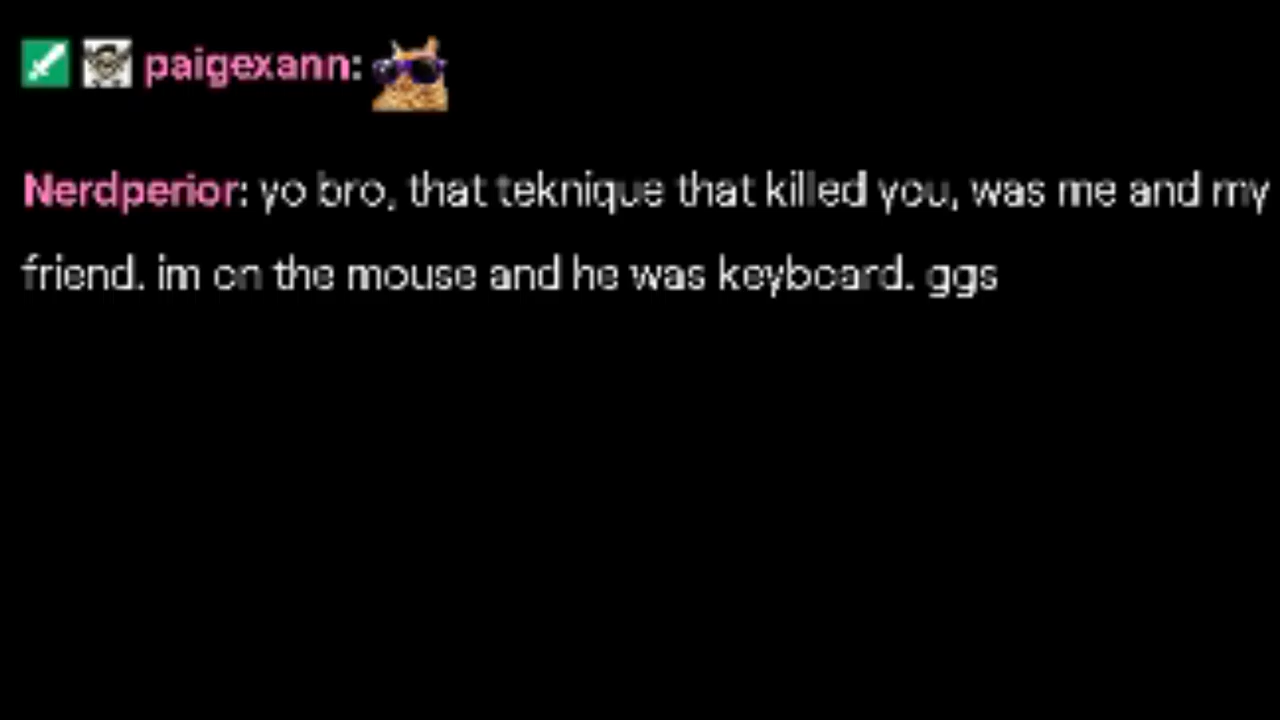 paigexann:
Nerdperior: yo bro, that teknique that killed you, was me and my
friend. im on the mouse and he was keyboard. ggs